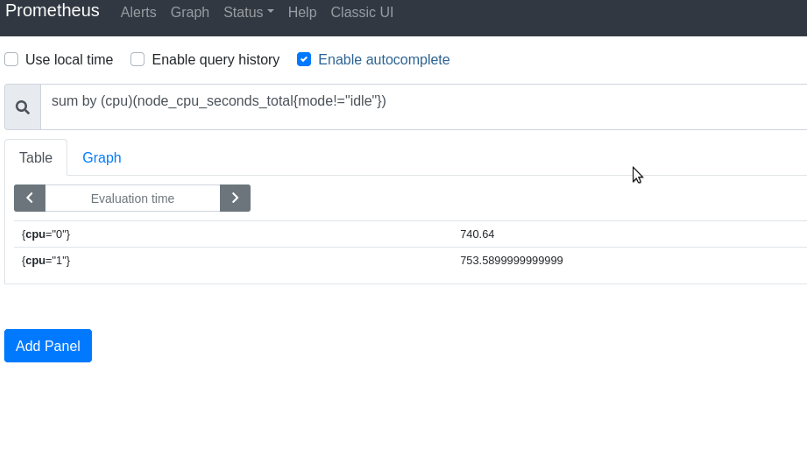 Prometheus Alerts Graph Status Help Classic UI
Use local time Enable query history Enable autocomplete
sum by (cpu)(node_cpu_seconds_total{mode!="idle"})
Table Graph
Evaluation time
{cpu="0"} 740.64
{cpu="1"} 753.5899999999999
Add Panel